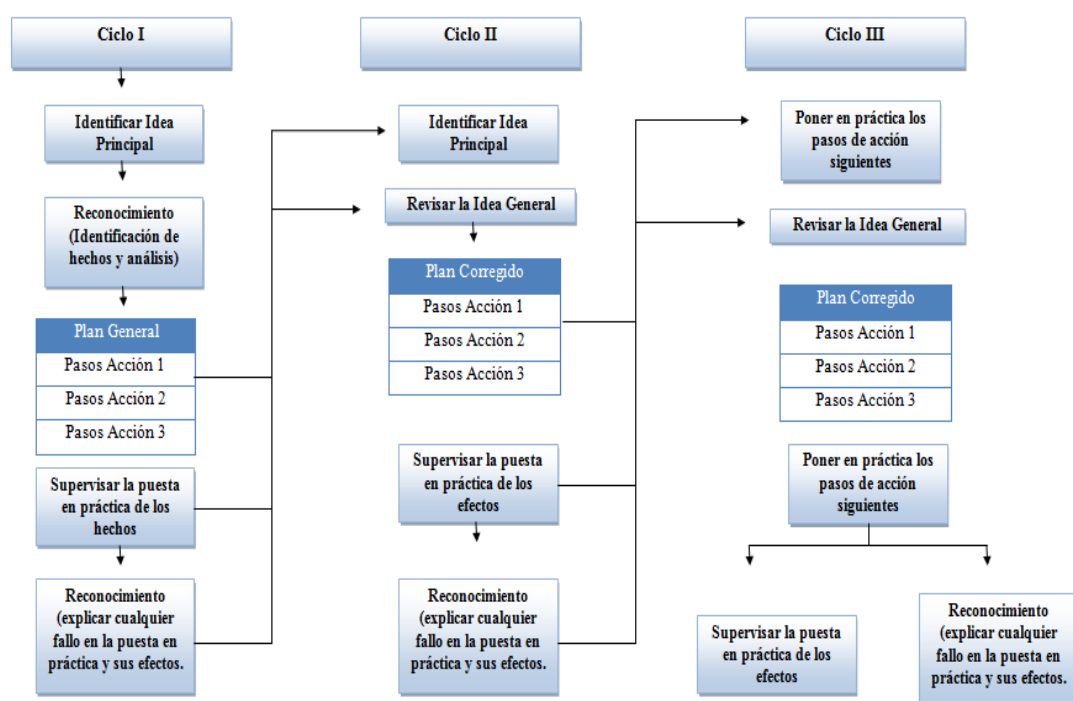 Ciclo I
Identificar Idea
Principal
Reconocimiento
(Identificación de
hechos y análisis)
Plan General
Pasos Acción 1
Pasos Acción 2
Pasos Acción 3
Supervisar la puesta
en práctica de los
hechos
Reconocimiento
(explicar cualquier
fallo en la puesta en
práctica y sus efectos.
Ciclo II
Identificar Idea
Principal
Revisar la Idea General
Plan Corregido
Pasos Acción 1
Pasos Acción 2
Pasos Acción 3
Supervisar la puesta
en práctica de los
efectos
Reconocimiento
(explicar cualquier
fallo en la puesta en
práctica y sus efectos.
Ciclo III
Poner en práctica los
pasos de acción
siguientes
Revisar la Idea General
Plan Corregido
Pasos Acción 1
Pasos Acción 2
Pasos Acción 3
Poner en práctica los
pasos de acción
siguientes
Supervisar la puesta
en práctica de los
efectos
Reconocimiento
(explicar cualquier
fallo en la puesta en
práctica y sus efectos.